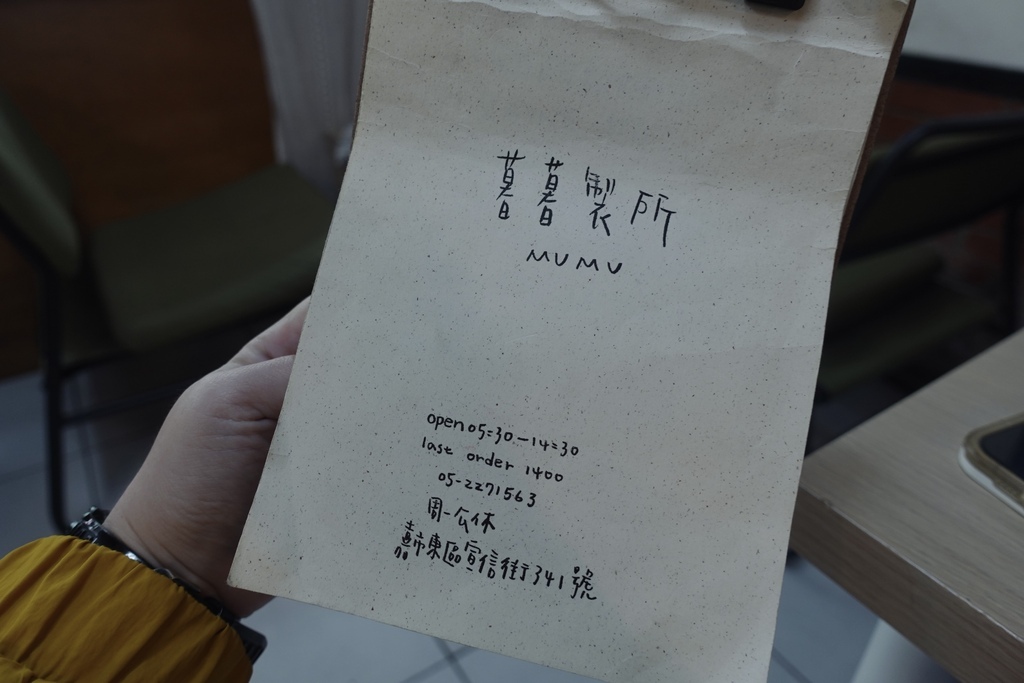 暮暮製所
MUMU
open 05:30-14:30
last order 1400
05-2271563
周一公休
嘉市東區宣信街341號